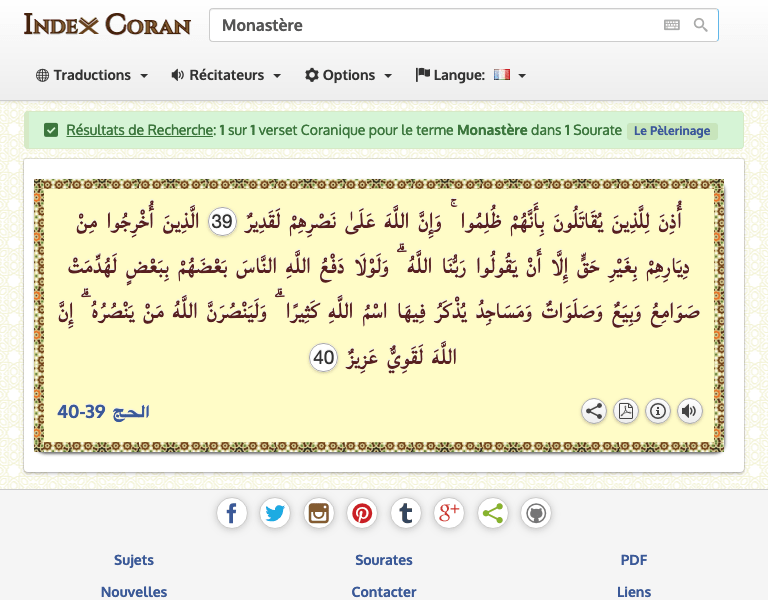 INDEX CORAN
Monastère
Traductions
Récitateurs
Options
Langue:
Résultats de Recherche: 1 sur 1 verset Coranique pour le terme Monastère dans 1 Sourate Le Pèlerinage
أُذِنَ لِلَّذِينَ يُقَاتَلُونَ بِأَنَّهُمْ ظُلِمُوا ۚ وَإِنَّ اللَّهَ عَلَىٰ نَصْرِهِمْ لَقَدِيرٌ 39 الَّذِينَ أُخْرِجُوا مِنْ
دِيَارِهِمْ بِغَيْرِ حَقٍّ إِلَّا أَنْ يَقُولُوا رَبُّنَا اللَّهُ ۗ وَلَوْلَا دَفْعُ اللَّهِ النَّاسَ بَعْضَهُمْ بِبَعْضٍ لَهُدِّمَتْ
صَوَامِعُ وَبِيَعٌ وَصَلَوَاتٌ وَمَسَاجِدُ يُذْكَرُ فِيهَا اسْمُ اللَّهِ كَثِيرًا ۗ وَلَيَنْصُرَنَّ اللَّهُ مَنْ يَنْصُرُهُ ۗ إِنَّ
اللَّهَ لَقَوِيٌّ عَزِيزٌ 40
الحج 39-40
Sujets
Sourates
PDF
Nouvelles
Contacter
Liens